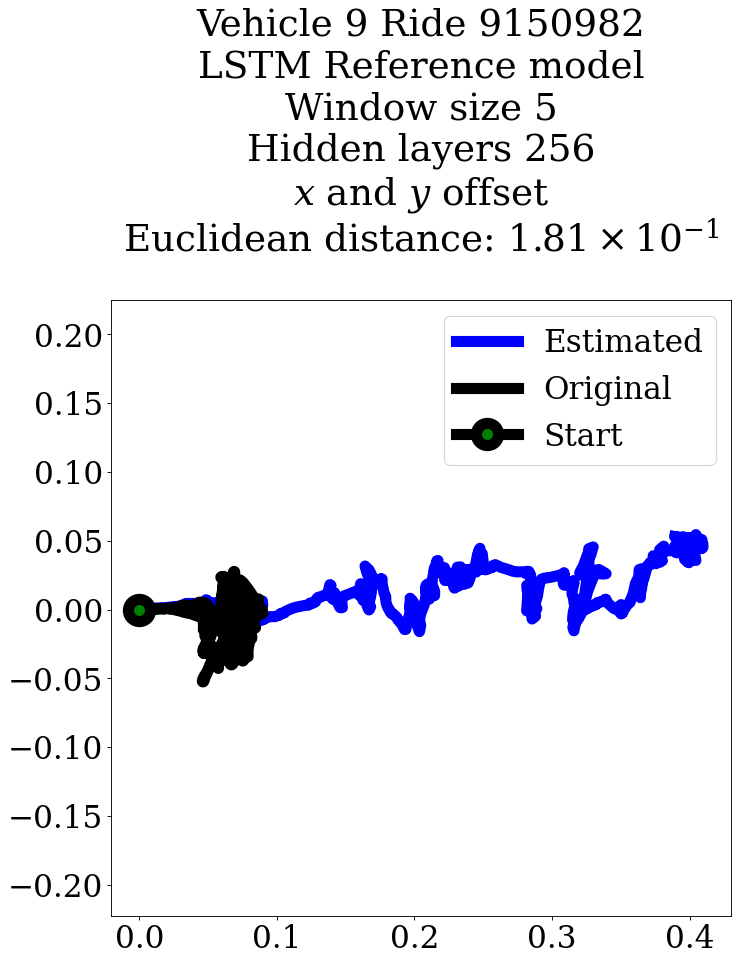 Vehicle 9 Ride 9150982
LSTM Reference model
Window size 5
Hidden layers 256
x and y offset
Euclidean distance: 1.81 × 10⁻¹
Estimated
Original
Start
0.20
0.15
0.10
0.05
0.00
−0.05
−0.10
−0.15
−0.20
0.0 0.1 0.2 0.3 0.4